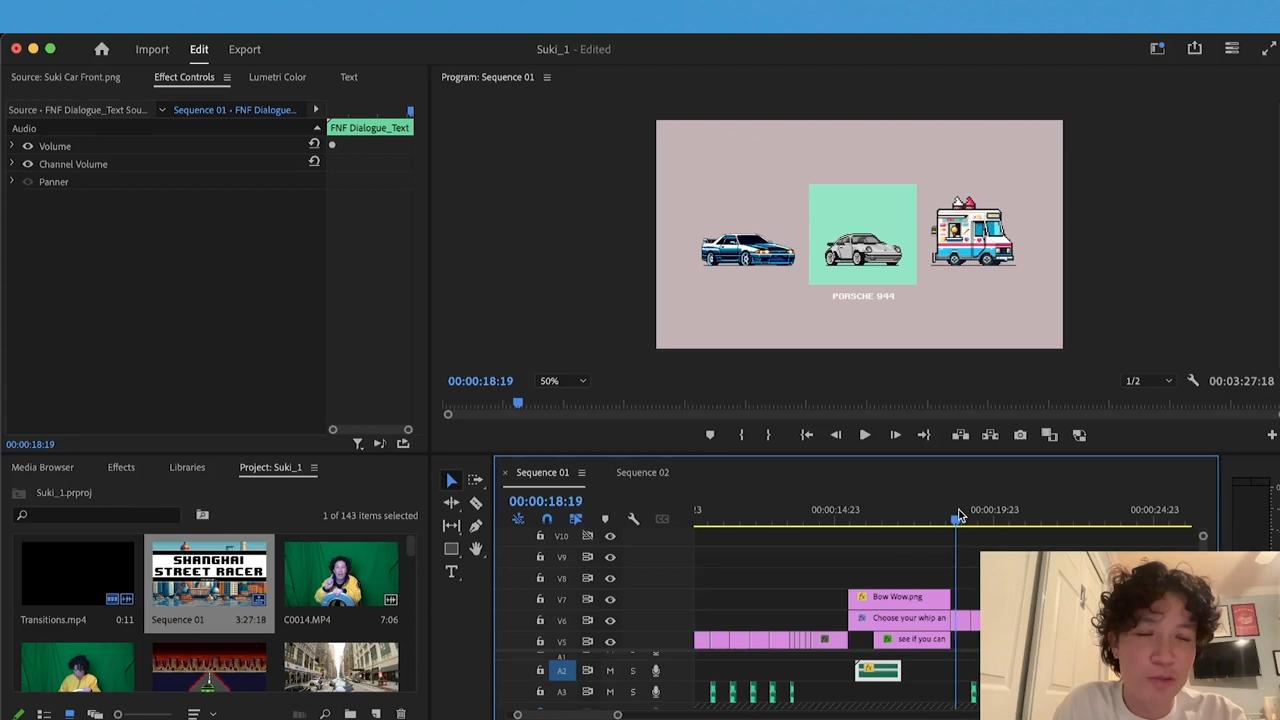 Import Edit Export Suki_1 - Edited
Source: Suki Car Front.png Effect Controls Lumetri Color Text Program: Sequence 01
Source • FNF Dialogue_Text Sou... Sequence 01 • FNF Dialogue...
Audio FNF Dialogue_Text
Volume
Channel Volume
Panner
PORSCHE 944
00:00:18:19 50% 1/2 00:03:27:18
00:00:18:19
Media Browser Effects Libraries Project: Suki_1 Sequence 01 Sequence 02
Suki_1.prproj 00:00:18:19 :23 00:00:14:23 00:00:19:23 00:00:24:23
1 of 143 items selected
V10
V9
V8
V7 fx Bow Wow.png
V6 fx Choose your whip an
V5 fx see if you can
A1
A2 M S
A3 M S
SHANGHAI
STREET RACER
Transitions.mp4 0:11 Sequence 01 3:27:18 C0014.MP4 7:06